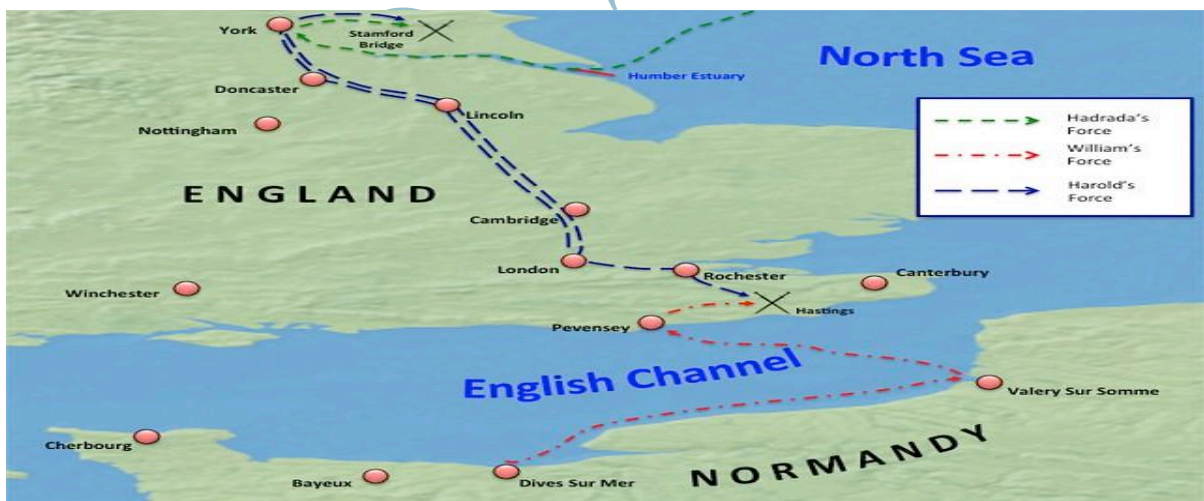 York
Stamford
Bridge
North Sea
Humber Estuary
Doncaster
Lincoln
Nottingham
Hadrada's
Force
William's
Force
Harold's
Force
ENGLAND
Cambridge
London
Rochester
Canterbury
Winchester
Hastings
Pevensey
English Channel
Valery Sur Somme
Cherbourg
NORMANDY
Bayeux
Dives Sur Mer